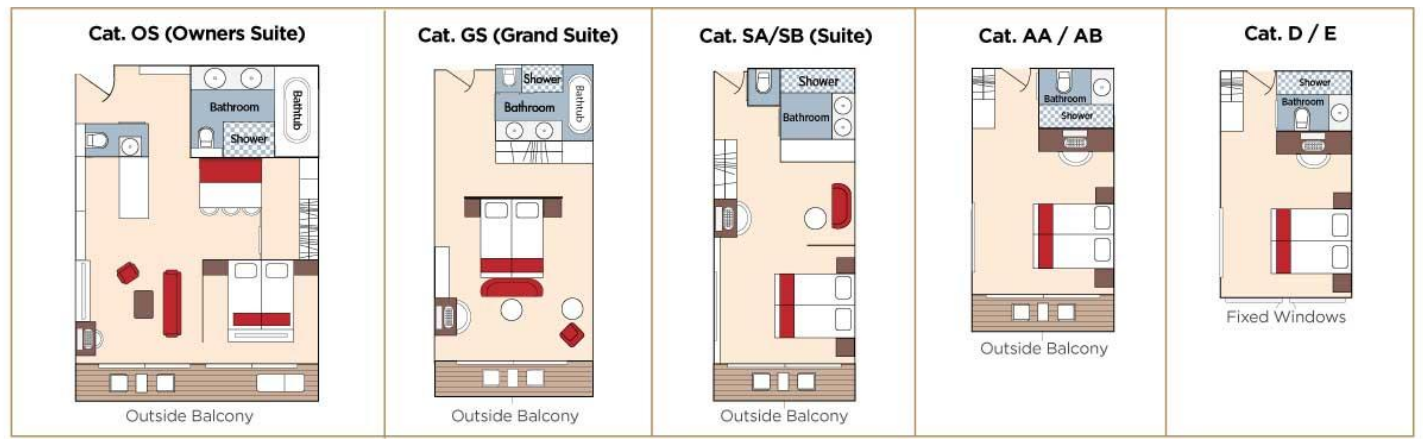 Cat. OS (Owners Suite)
Bathroom
Shower
Bathtub
Outside Balcony
Cat. GS (Grand Suite)
Shower
Bathroom
Bathtub
Outside Balcony
Cat. SA/SB (Suite)
Shower
Bathroom
Outside Balcony
Cat. AA / AB
Bathroom
Shower
Outside Balcony
Cat. D / E
Shower
Bathroom
Fixed Windows